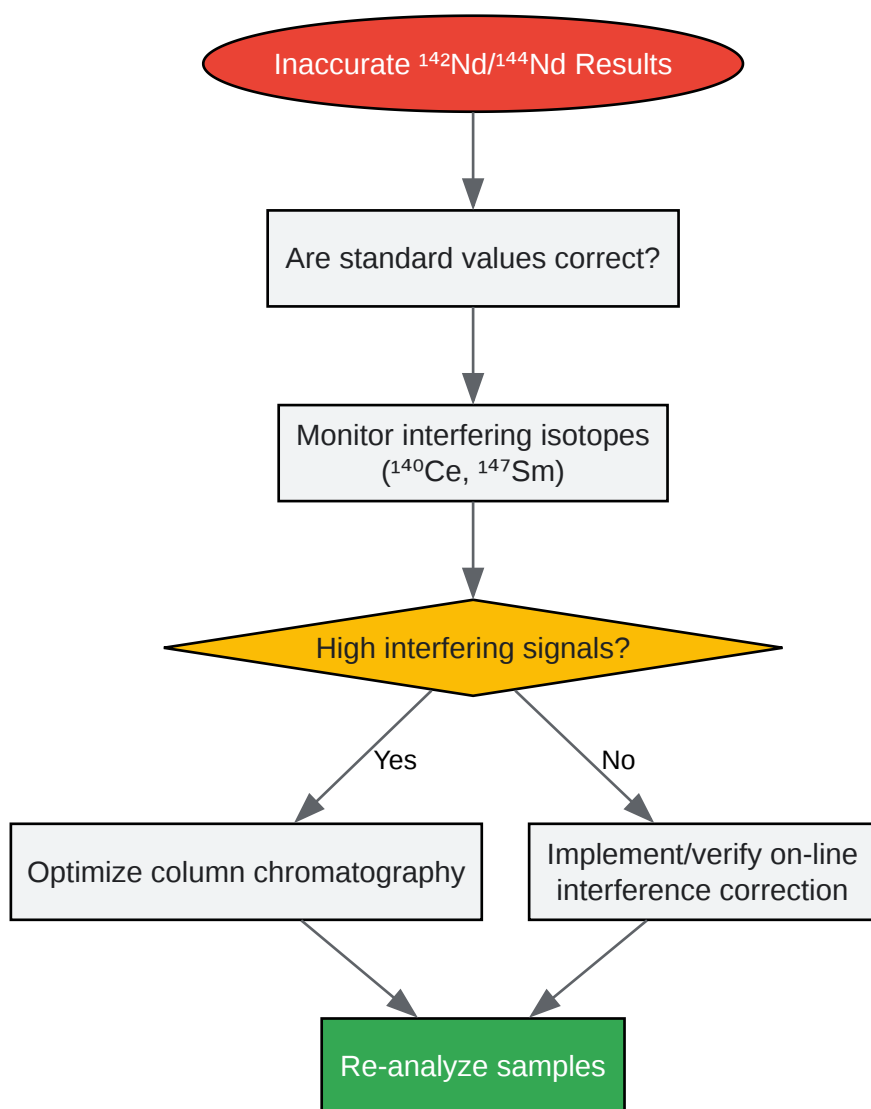 Inaccurate ¹⁴²Nd/¹⁴⁴Nd Results
Are standard values correct?
Monitor interfering isotopes
(¹⁴⁰Ce, ¹⁴⁷Sm)
High interfering signals?
Yes
No
Optimize column chromatography
Implement/verify on-line
interference correction
Re-analyze samples